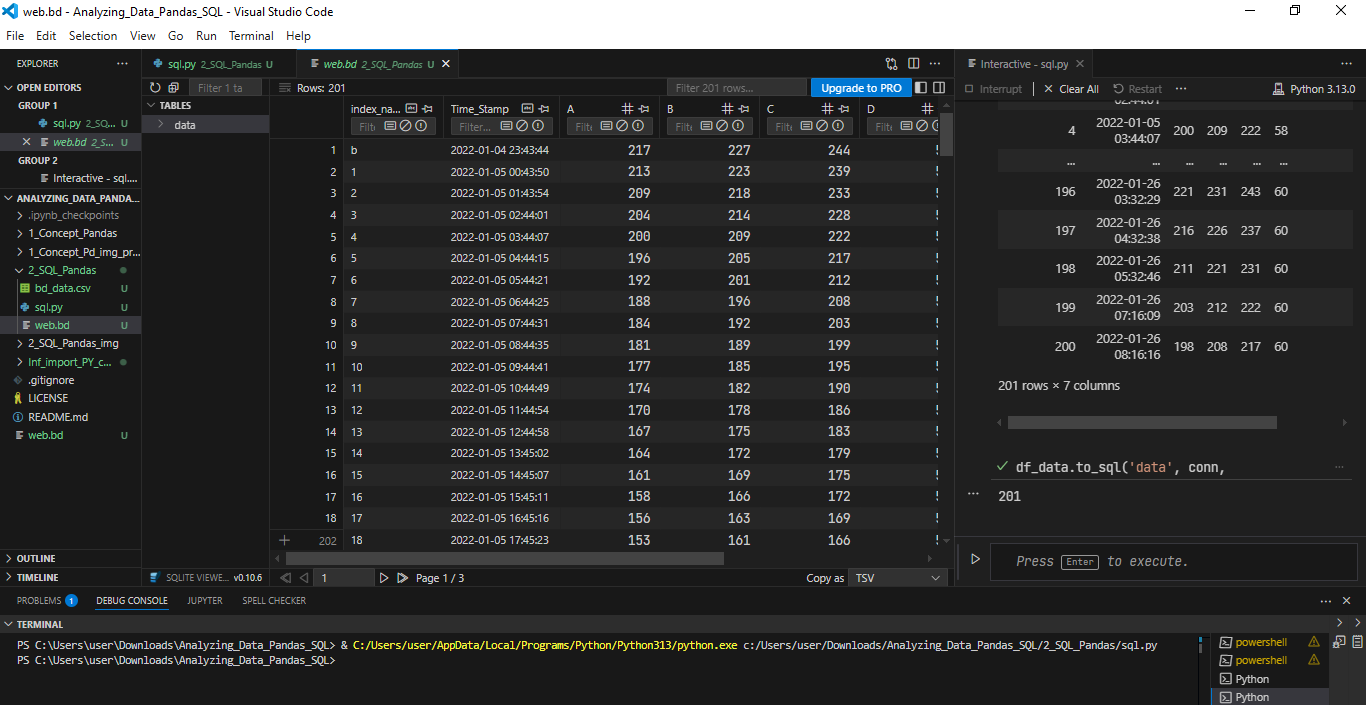 web.bd - Analyzing_Data_Pandas_SQL - Visual Studio Code
File Edit Selection View Go Run Terminal Help
EXPLORER
OPEN EDITORS
GROUP 1
sql.py 2_SQ... U
web.bd 2_S... U
GROUP 2
Interactive - sql....
ANALYZING_DATA_PANDA...
.ipynb_checkpoints
1_Concept_Pandas
1_Concept_Pd_img_pr...
2_SQL_Pandas
bd_data.csv U
sql.py U
web.bd U
2_SQL_Pandas_img
Inf_import_PY_c...
.gitignore
LICENSE
README.md
web.bd U
OUTLINE
TIMELINE
sql.py 2_SQL_Pandas U
web.bd 2_SQL_Pandas U
Filter 1 ta
Rows: 201
Filter 201 rows...
Upgrade to PRO
TABLES
data
index_na... Time_Stamp A B C D
Filte Filter... Filte Filte Filte Filte
1 b 2022-01-04 23:43:44 217 227 244
2 1 2022-01-05 00:43:50 213 223 239
3 2 2022-01-05 01:43:54 209 218 233
4 3 2022-01-05 02:44:01 204 214 228
5 4 2022-01-05 03:44:07 200 209 222
6 5 2022-01-05 04:44:15 196 205 217
7 6 2022-01-05 05:44:21 192 201 212
8 7 2022-01-05 06:44:25 188 196 208
9 8 2022-01-05 07:44:31 184 192 203
10 9 2022-01-05 08:44:35 181 189 199
11 10 2022-01-05 09:44:41 177 185 195
12 11 2022-01-05 10:44:49 174 182 190
13 12 2022-01-05 11:44:54 170 178 186
14 13 2022-01-05 12:44:58 167 175 183
15 14 2022-01-05 13:45:02 164 172 179
16 15 2022-01-05 14:45:07 161 169 175
17 16 2022-01-05 15:45:11 158 166 172
18 17 2022-01-05 16:45:16 156 163 169
202 18 2022-01-05 17:45:23 153 161 166
SQLITE VIEWE... v0.10.6
1 Page 1 / 3
Copy as TSV
Interactive - sql.py
Interrupt Clear All Restart ... Python 3.13.0
02:44:01
4 2022-01-05 03:44:07 200 209 222 58
... ... ... ... ... ...
196 2022-01-26 03:32:29 221 231 243 60
197 2022-01-26 04:32:38 216 226 237 60
198 2022-01-26 05:32:46 211 221 231 60
199 2022-01-26 07:16:09 203 212 222 60
200 2022-01-26 08:16:16 198 208 217 60
201 rows × 7 columns
df_data.to_sql('data', conn,
201
Press Enter to execute.
PROBLEMS 1 DEBUG CONSOLE JUPYTER SPELL CHECKER
TERMINAL
PS C:\Users\user\Downloads\Analyzing_Data_Pandas_SQL> & C:/Users/user/AppData/Local/Programs/Python/Python313/python.exe c:/Users/user/Downloads/Analyzing_Data_Pandas_SQL/2_SQL_Pandas/sql.py
PS C:\Users\user\Downloads\Analyzing_Data_Pandas_SQL>
powershell
powershell
Python
Python